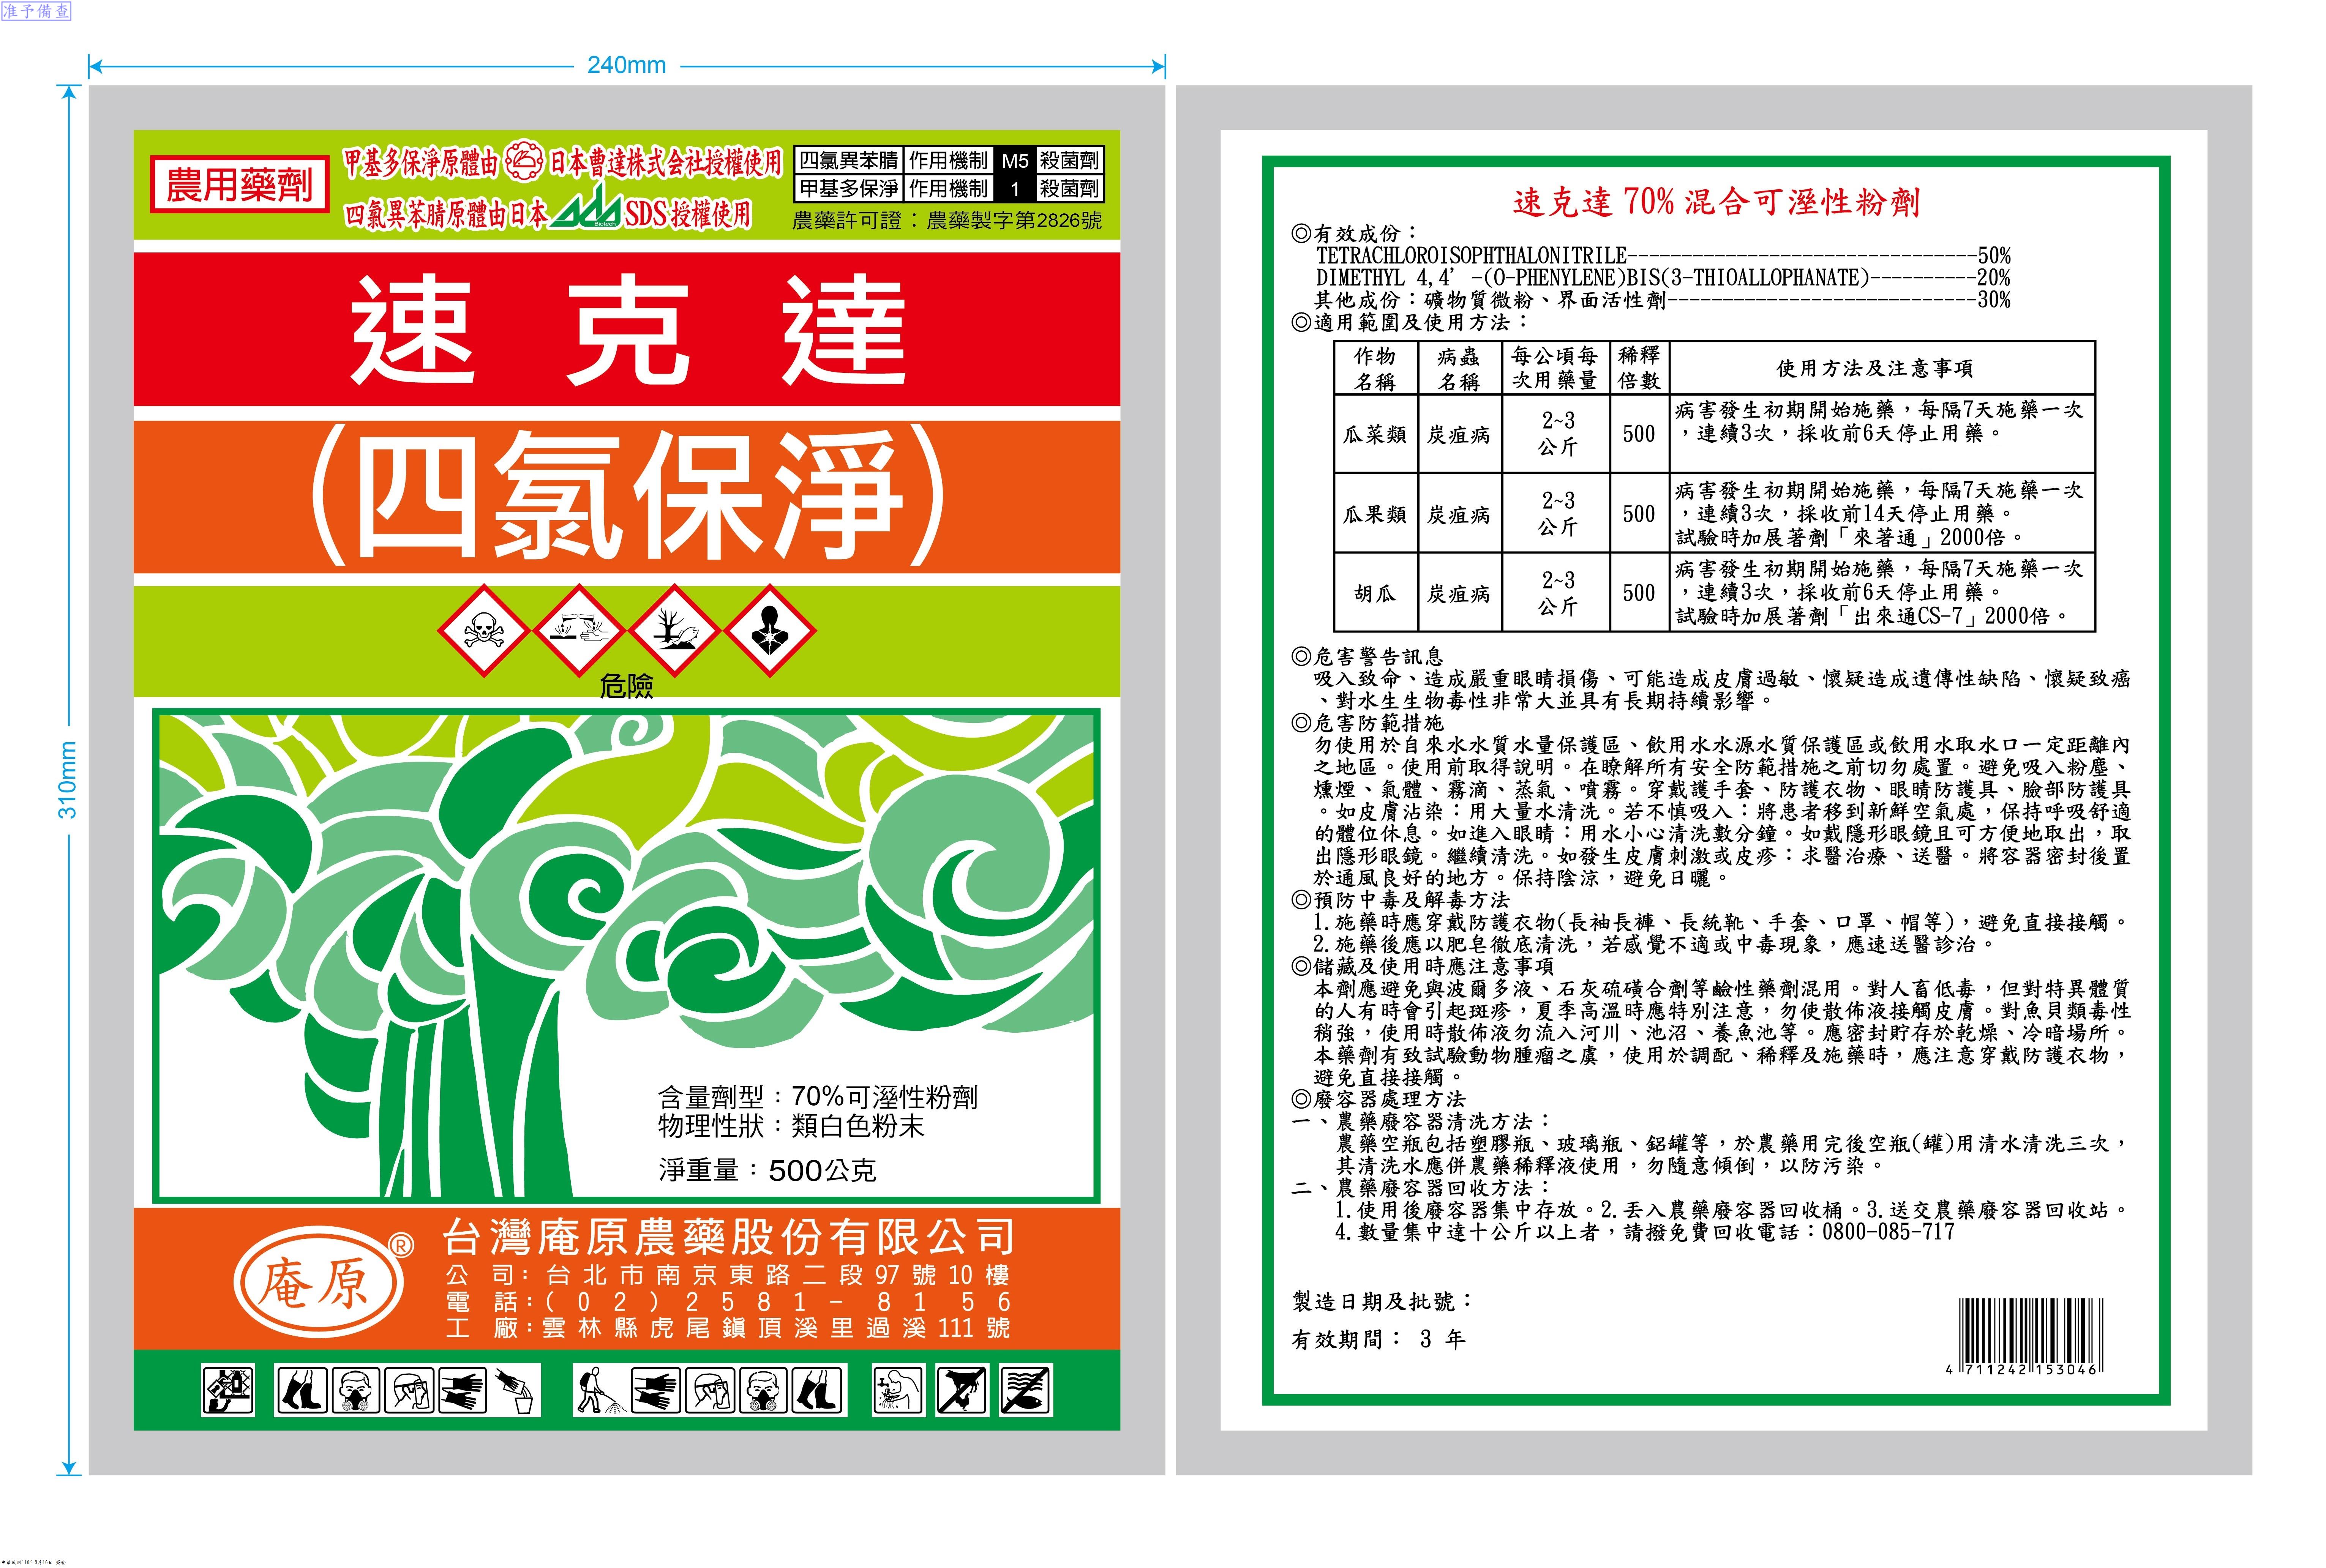 准予備查
240mm
310mm
農用藥劑
甲基多保淨原體由 日本曹達株式会社授權使用
四氯異苯腈原體由日本 SDS Biotech SDS授權使用
四氯異苯腈 作用機制 M5 殺菌劑
甲基多保淨 作用機制 1 殺菌劑
農藥許可證：農藥製字第2826號
速克達
(四氯保淨)
危險
含量劑型：70%可溼性粉劑
物理性狀：類白色粉末
淨重量：500公克
庵原®
台灣庵原農藥股份有限公司
公 司：台北市南京東路二段97號10樓
電 話：(02)2581-8156
工 廠：雲林縣虎尾鎮頂溪里過溪111號
速克達 70% 混合可溼性粉劑
◎有效成份：
TETRACHLOROISOPHTHALONITRILE--------------------------------50%
DIMETHYL 4,4' -(O-PHENYLENE)BIS(3-THIOALLOPHANATE)----------20%
其他成份：礦物質微粉、界面活性劑----------------------------30%
◎適用範圍及使用方法：
作物名稱 病蟲名稱 每公頃每次用藥量 稀釋倍數 使用方法及注意事項
瓜菜類 炭疽病 2~3公斤 500 病害發生初期開始施藥，每隔7天施藥一次
，連續3次，採收前6天停止用藥。
瓜果類 炭疽病 2~3公斤 500 病害發生初期開始施藥，每隔7天施藥一次
，連續3次，採收前14天停止用藥。
試驗時加展著劑「來著通」2000倍。
胡瓜 炭疽病 2~3公斤 500 病害發生初期開始施藥，每隔7天施藥一次
，連續3次，採收前6天停止用藥。
試驗時加展著劑「出來通CS-7」2000倍。
◎危害警告訊息
吸入致命、造成嚴重眼睛損傷、可能造成皮膚過敏、懷疑造成遺傳性缺陷、懷疑致癌
、對水生生物毒性非常大並具有長期持續影響。
◎危害防範措施
勿使用於自來水水質水量保護區、飲用水水源水質保護區或飲用水取水口一定距離內
之地區。使用前取得說明。在瞭解所有安全防範措施之前切勿處置。避免吸入粉塵、
燻煙、氣體、霧滴、蒸氣、噴霧。穿戴護手套、防護衣物、眼睛防護具、臉部防護具
。如皮膚沾染：用大量水清洗。若不慎吸入：將患者移到新鮮空氣處，保持呼吸舒適
的體位休息。如進入眼睛：用水小心清洗數分鐘。如戴隱形眼鏡且可方便地取出，取
出隱形眼鏡。繼續清洗。如發生皮膚刺激或皮疹：求醫治療、送醫。將容器密封後置
於通風良好的地方。保持陰涼，避免日曬。
◎預防中毒及解毒方法
1.施藥時應穿戴防護衣物(長袖長褲、長統靴、手套、口罩、帽等)，避免直接接觸。
2.施藥後應以肥皂徹底清洗，若感覺不適或中毒現象，應速送醫診治。
◎儲藏及使用時應注意事項
本劑應避免與波爾多液、石灰硫磺合劑等鹼性藥劑混用。對人畜低毒，但對特異體質
的人有時會引起斑疹，夏季高溫時應特別注意，勿使散佈液接觸皮膚。對魚貝類毒性
稍強，使用時散佈液勿流入河川、池沼、養魚池等。應密封貯存於乾燥、冷暗場所。
本藥劑有致試驗動物腫瘤之虞，使用於調配、稀釋及施藥時，應注意穿戴防護衣物，
避免直接接觸。
◎廢容器處理方法
一、農藥廢容器清洗方法：
農藥空瓶包括塑膠瓶、玻璃瓶、鋁罐等，於農藥用完後空瓶(罐)用清水清洗三次，
其清洗水應併農藥稀釋液使用，勿隨意傾倒，以防污染。
二、農藥廢容器回收方法：
1.使用後廢容器集中存放。2.丟入農藥廢容器回收桶。3.送交農藥廢容器回收站。
4.數量集中達十公斤以上者，請撥免費回收電話：0800-085-717
製造日期及批號：
有效期間： 3 年
4 711242 153046